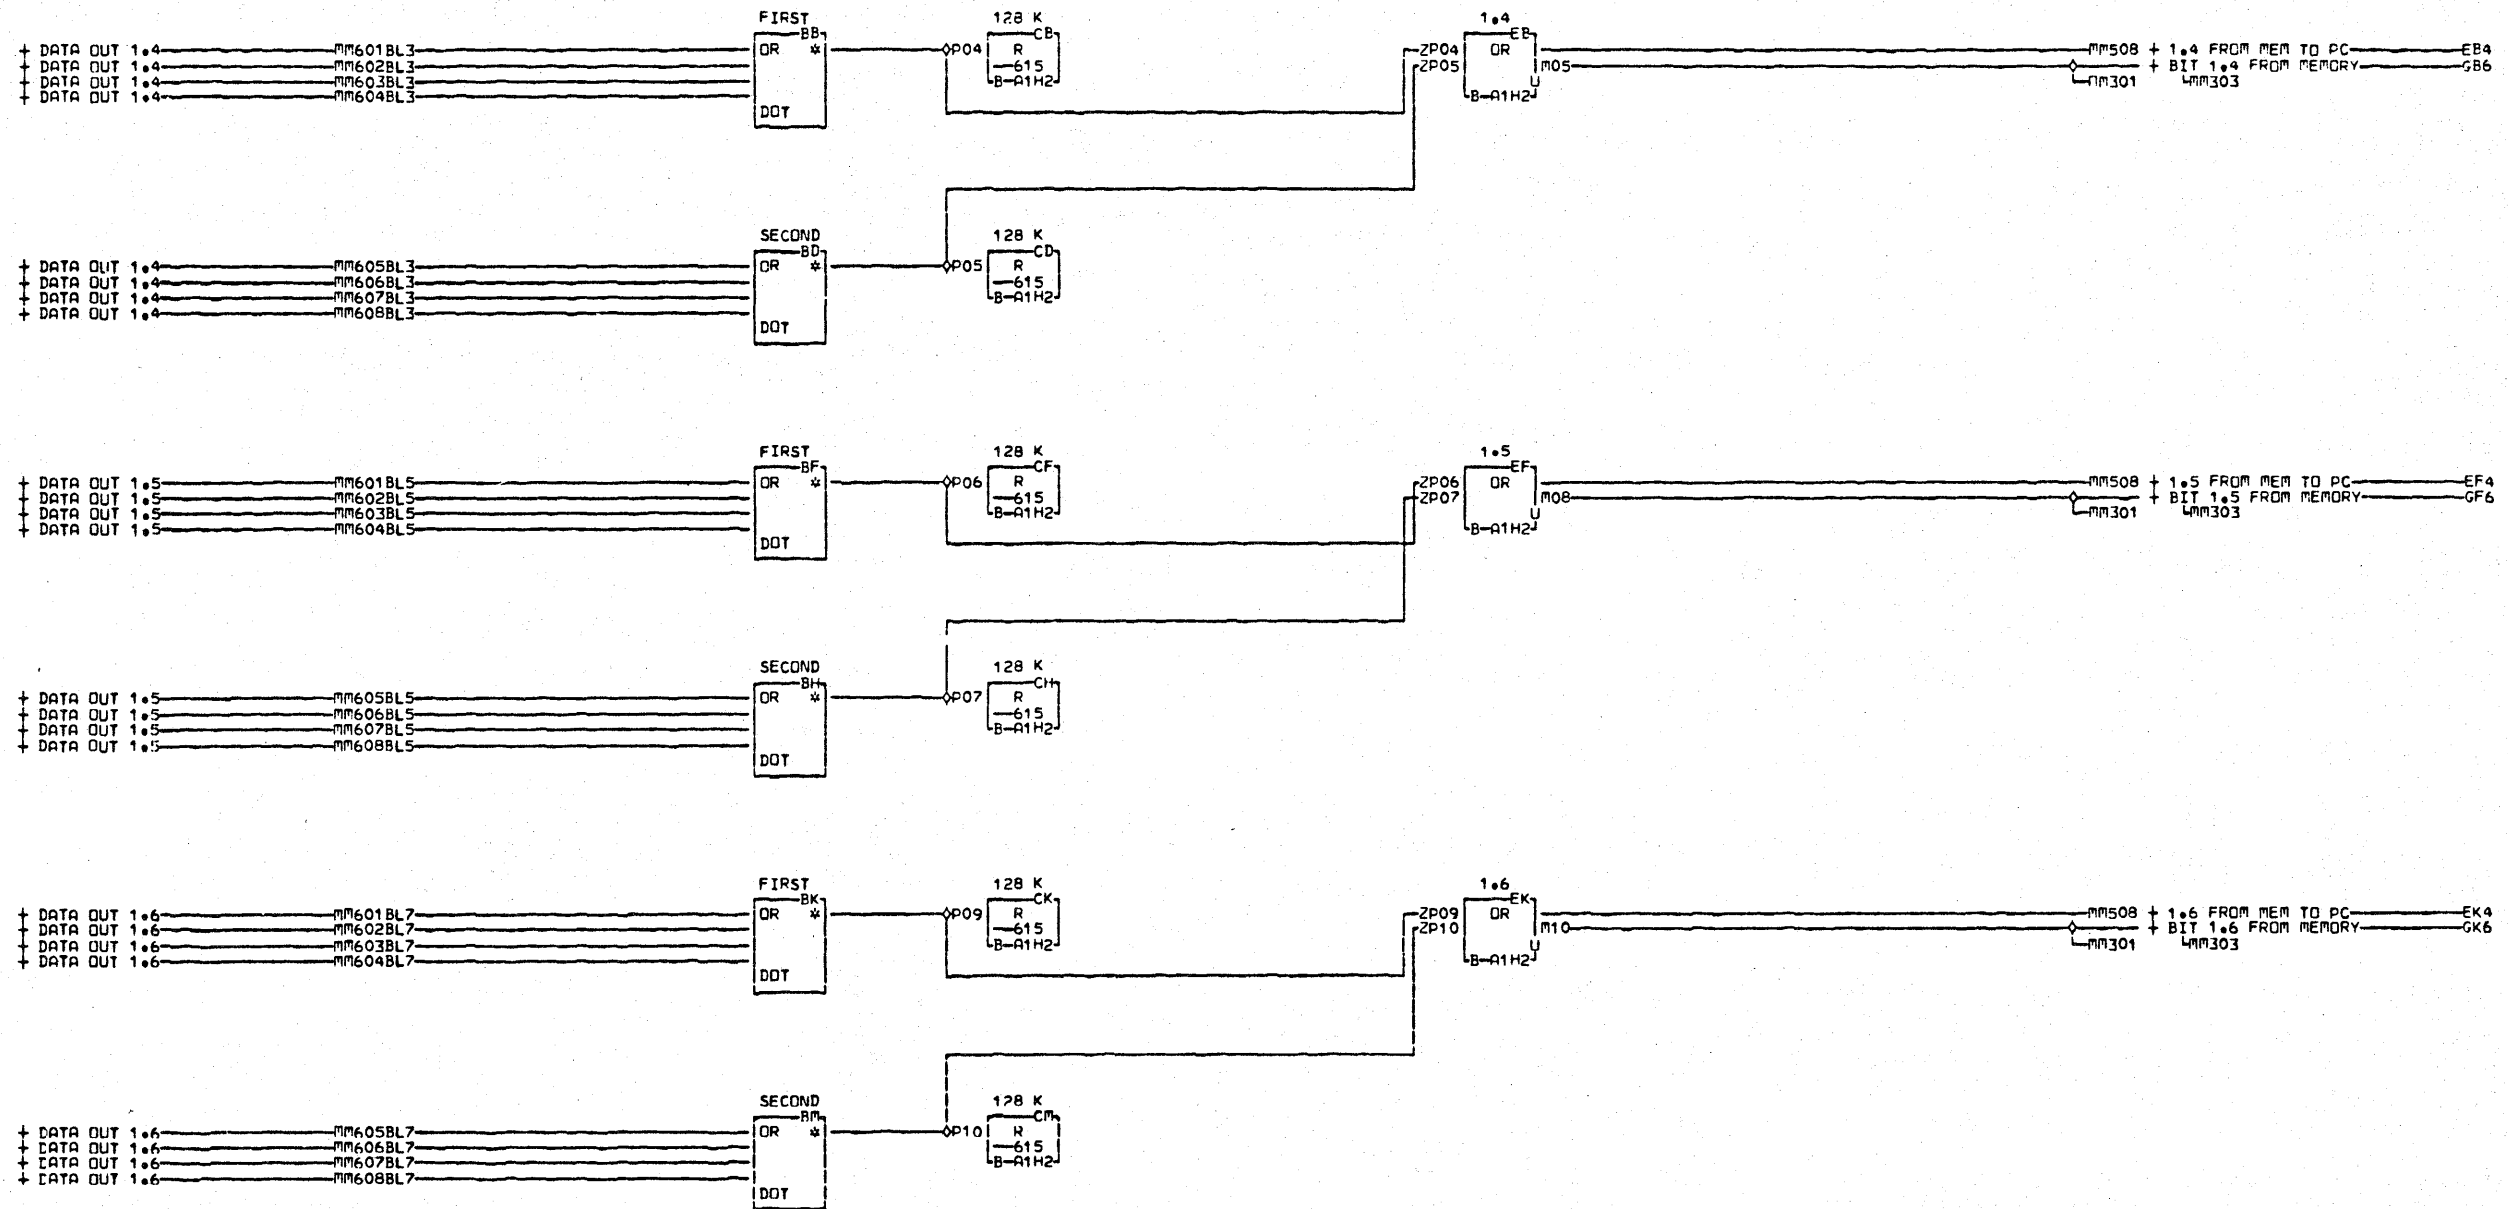 FIRST 128 K 1.4
BB CB EB
+ DATA OUT 1.4 MM601BL3 OR * P04 R ZP04 OR MM508 + 1.4 FROM MEM TO PC EB4
+ DATA OUT 1.4 MM602BL3 615 ZP05 M05 + BIT 1.4 FROM MEMORY GB6
+ DATA OUT 1.4 MM603BL3 B-A1H2 U MM301 MM303
+ DATA OUT 1.4 MM604BL3 B-A1H2
DOT
SECOND 128 K
BD CD
+ DATA OUT 1.4 MM605BL3 OR * P05 R
+ DATA OUT 1.4 MM606BL3 615
+ DATA OUT 1.4 MM607BL3 B-A1H2
+ DATA OUT 1.4 MM608BL3
DOT
FIRST 128 K 1.5
BF CF EF
+ DATA OUT 1.5 MM601BL5 OR * P06 R ZP06 OR MM508 + 1.5 FROM MEM TO PC EF4
+ DATA OUT 1.5 MM602BL5 615 ZP07 M08 + BIT 1.5 FROM MEMORY GF6
+ DATA OUT 1.5 MM603BL5 B-A1H2 U MM301 MM303
+ DATA OUT 1.5 MM604BL5 B-A1H2
DOT
SECOND 128 K
BH CH
+ DATA OUT 1.5 MM605BL5 OR * P07 R
+ DATA OUT 1.5 MM606BL5 615
+ DATA OUT 1.5 MM607BL5 B-A1H2
+ DATA OUT 1.5 MM608BL5
DOT
FIRST 128 K 1.6
BK CK EK
+ DATA OUT 1.6 MM601BL7 OR * P09 R ZP09 OR MM508 + 1.6 FROM MEM TO PC EK4
+ DATA OUT 1.6 MM602BL7 615 ZP10 M10 + BIT 1.6 FROM MEMORY GK6
+ DATA OUT 1.6 MM603BL7 B-A1H2 U MM301 MM303
+ DATA OUT 1.6 MM604BL7 B-A1H2
DOT
SECOND 128 K
BM CM
+ DATA OUT 1.6 MM605BL7 OR * P10 R
+ DATA OUT 1.6 MM606BL7 615
+ DATA OUT 1.6 MM607BL7 B-A1H2
+ DATA OUT 1.6 MM608BL7
DOT